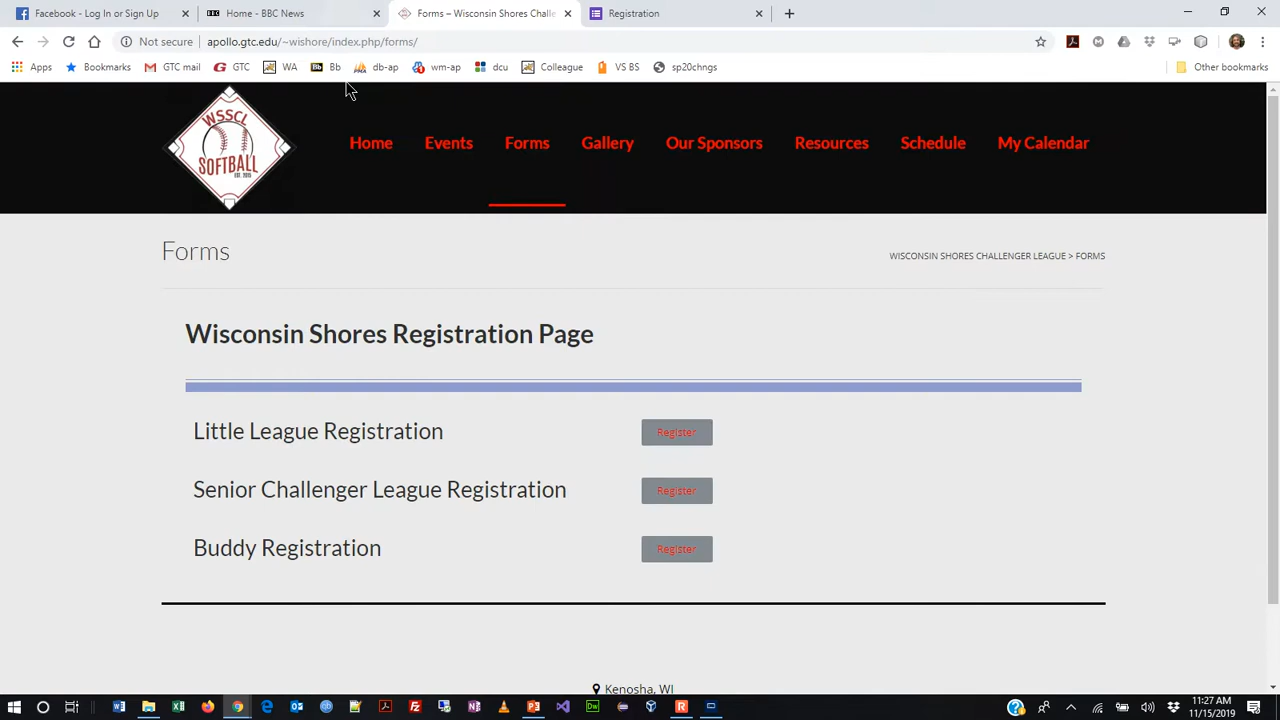 Facebook - Log In or Sign Up
Home - BBC News
Forms – Wisconsin Shores Challe
Registration
Not secure
apollo.gtc.edu/~wishore/index.php/forms/
Apps
Bookmarks
GTC mail
GTC
WA
Bb
db-ap
wm-ap
dcu
Colleague
VS BS
sp20chngs
Other bookmarks
WSSCL
SOFTBALL
EST. 2015
Home
Events
Forms
Gallery
Our Sponsors
Resources
Schedule
My Calendar
Forms
WISCONSIN SHORES CHALLENGER LEAGUE > FORMS
Wisconsin Shores Registration Page
Little League Registration
Register
Senior Challenger League Registration
Register
Buddy Registration
Register
Kenosha, WI
11:27 AM
11/15/2019